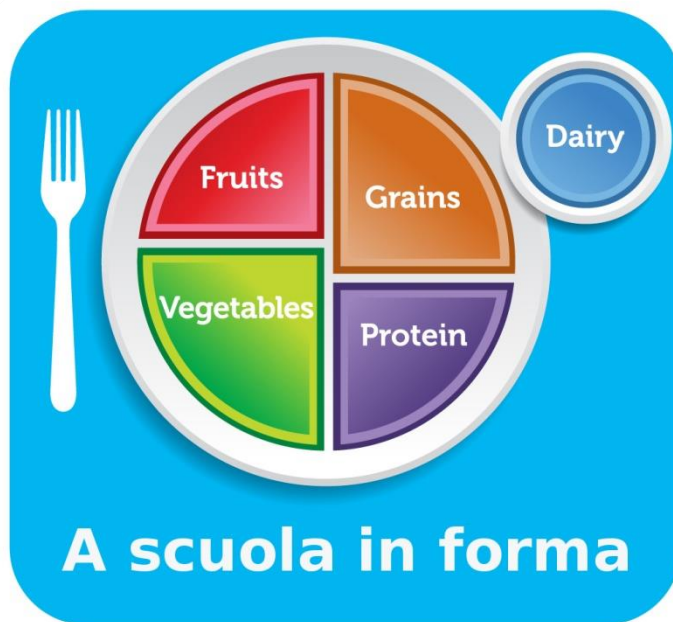 Fruits
Grains
Dairy
Vegetables
Protein
A scuola in forma